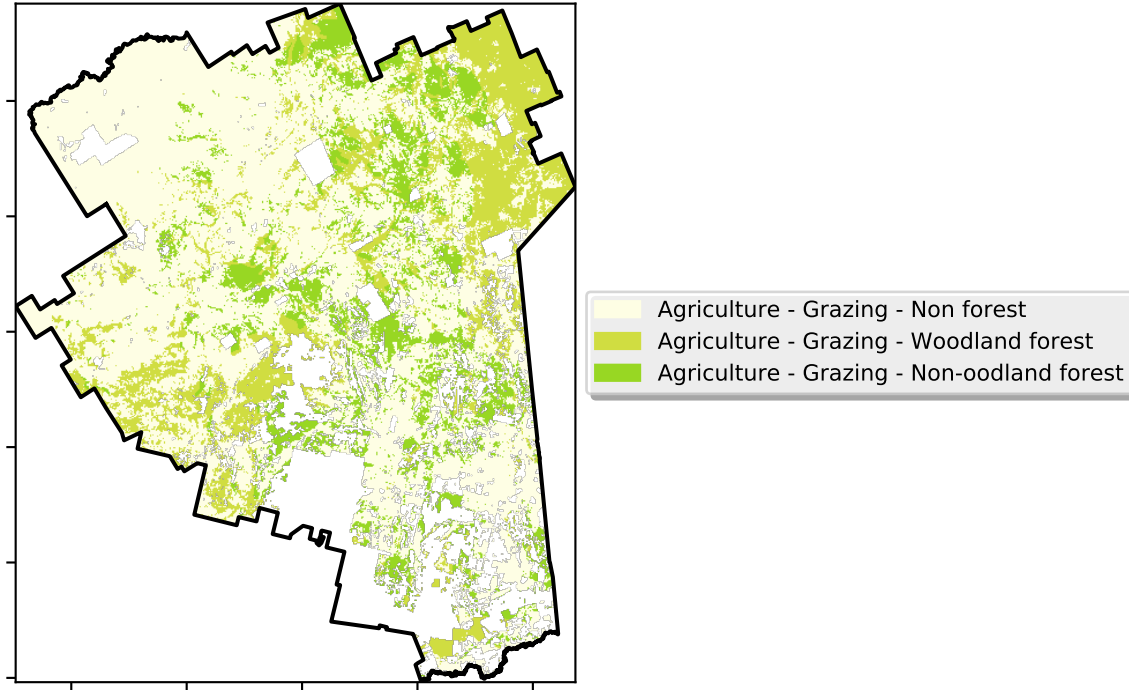 Agriculture - Grazing - Non forest
Agriculture - Grazing - Woodland forest
Agriculture - Grazing - Non-oodland forest